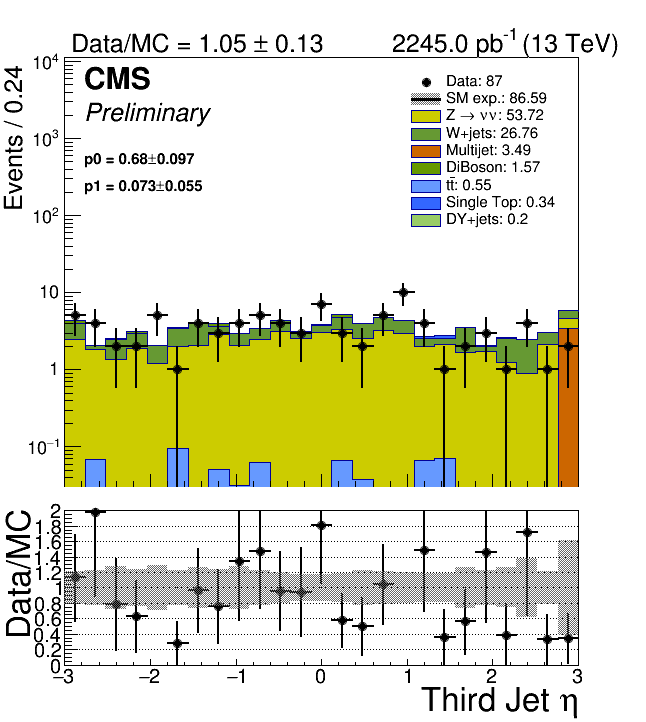 Data/MC = 1.05 ± 0.13 2245.0 pb⁻¹ (13 TeV)
CMS
Preliminary
p0 = 0.68±0.097
p1 = 0.073±0.055
Data: 87
SM exp.: 86.59
Z → νν: 53.72
W+jets: 26.76
Multijet: 3.49
DiBoson: 1.57
tt̄: 0.55
Single Top: 0.34
DY+jets: 0.2
Events / 0.24
10⁴
10³
10²
10
1
10⁻¹
Data/MC
2
1.8
1.6
1.4
1.2
1
0.8
0.6
0.4
0.2
0
−3 −2 −1 0 1 2 3
Third Jet η